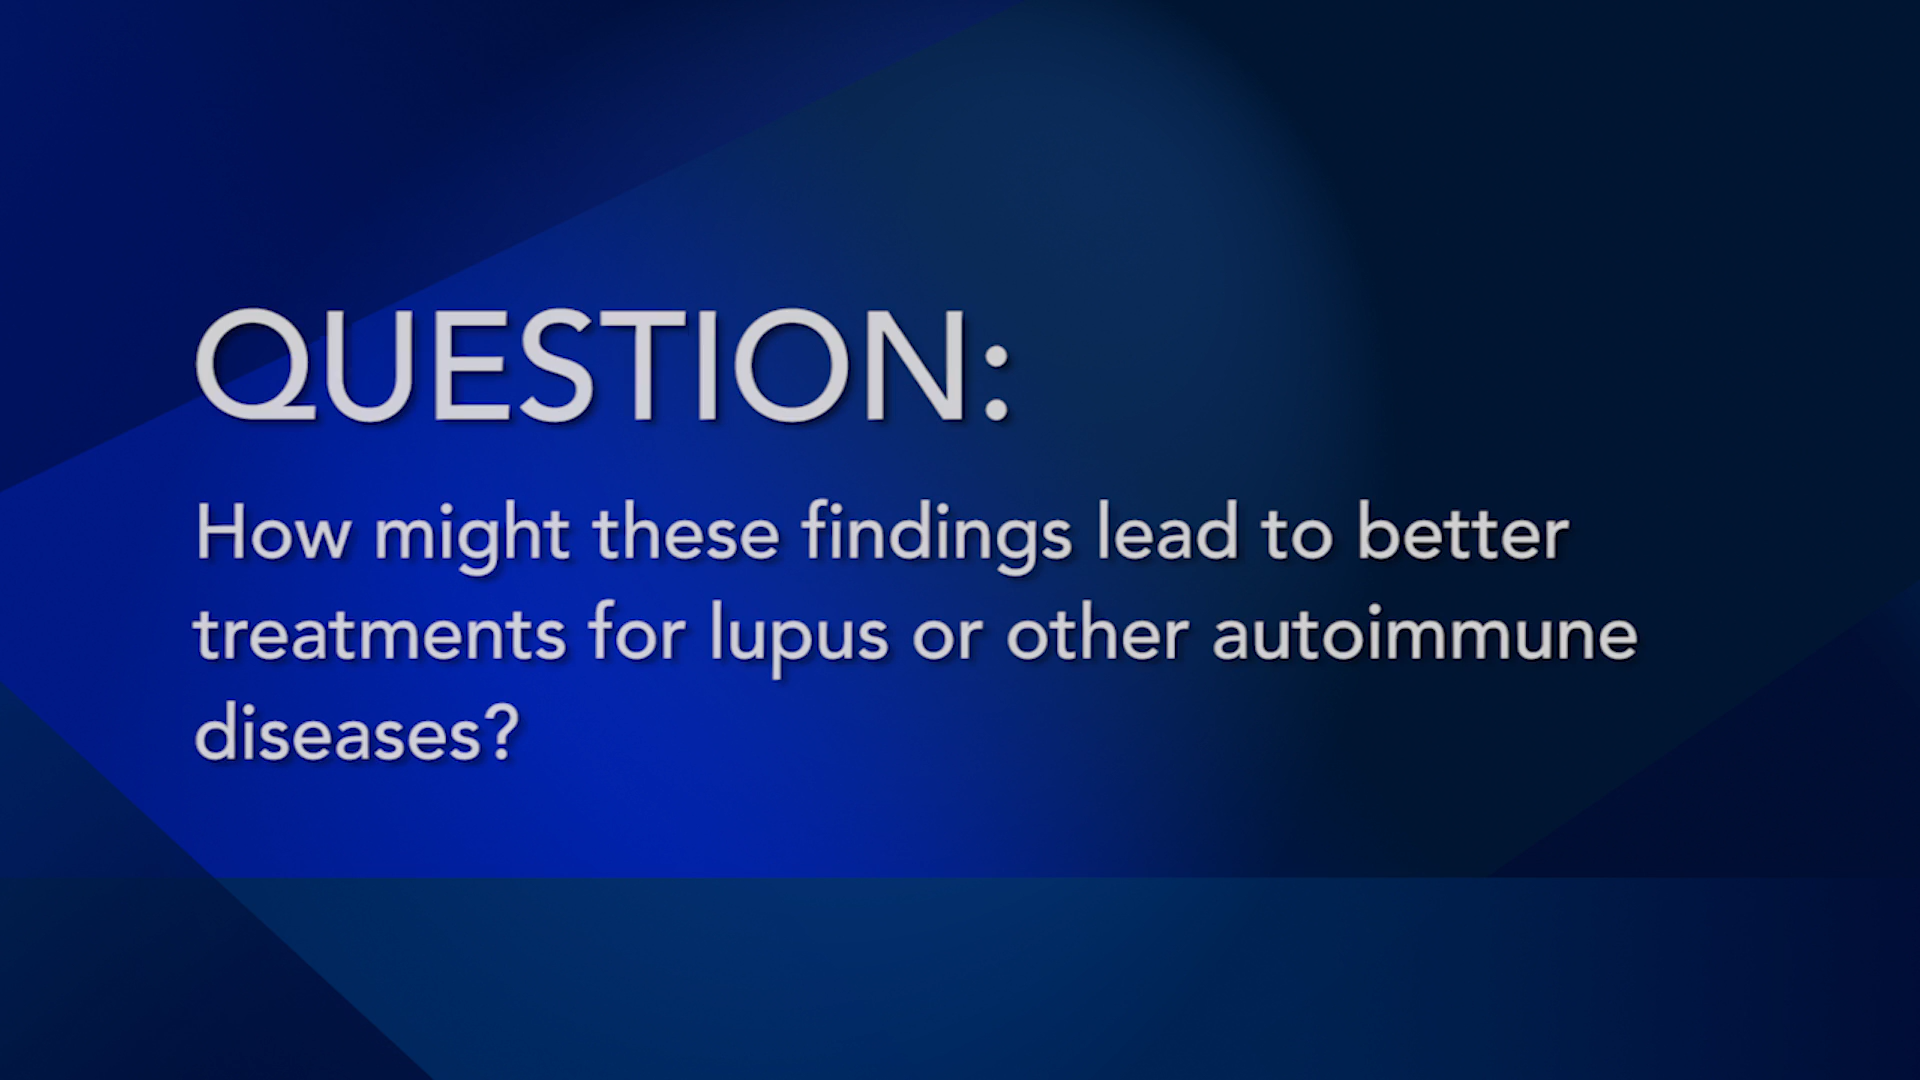 QUESTION:
How might these findings lead to better
treatments for lupus or other autoimmune
diseases?